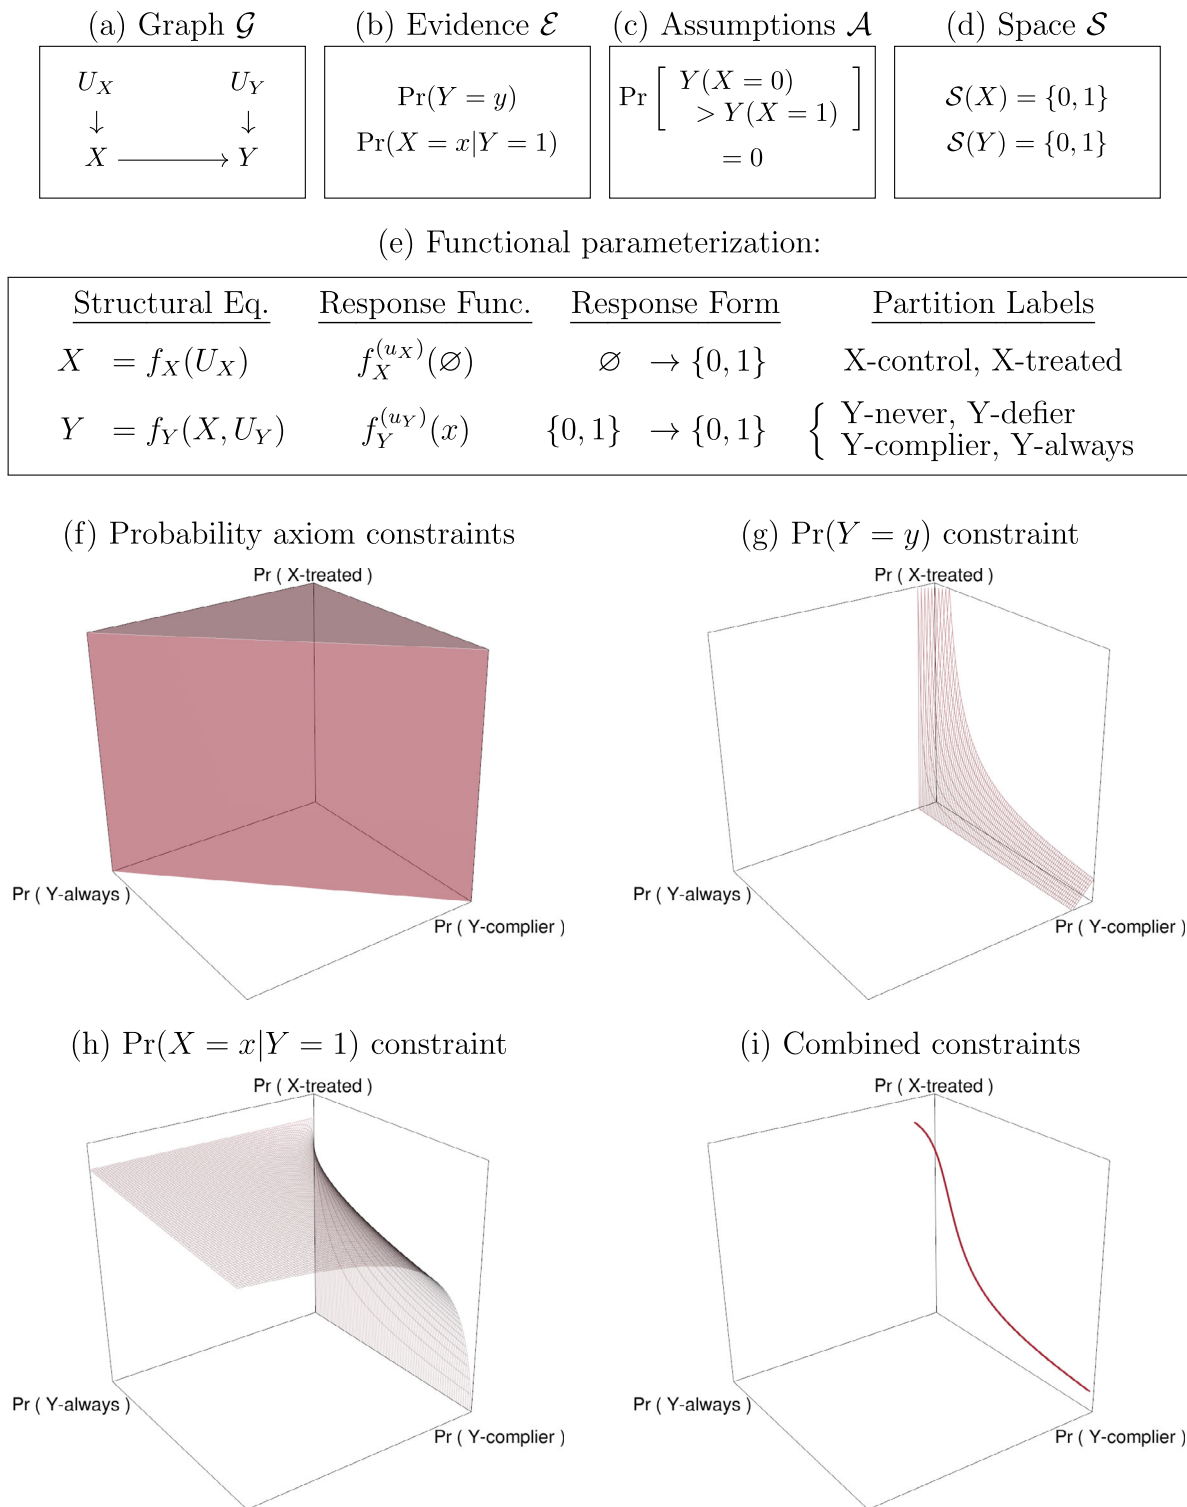 (a) Graph 𝒢
(b) Evidence ℰ
(c) Assumptions 𝒜
(d) Space 𝒮
U_X U_Y
↓ ↓
X ⟶ Y
Pr(Y = y)
Pr(X = x|Y = 1)
Pr [ Y(X = 0)
> Y(X = 1) ]
= 0
𝒮(X) = {0, 1}
𝒮(Y) = {0, 1}
(e) Functional parameterization:
Structural Eq. Response Func. Response Form Partition Labels
X = f_X(U_X) f_X^{(u_X)}(∅) ∅ → {0, 1} X-control, X-treated
Y = f_Y(X, U_Y) f_Y^{(u_Y)}(x) {0, 1} → {0, 1} { Y-never, Y-defier
Y-complier, Y-always
(f) Probability axiom constraints
Pr ( X-treated )
Pr ( Y-always )
Pr ( Y-complier )
(g) Pr(Y = y) constraint
Pr ( X-treated )
Pr ( Y-always )
Pr ( Y-complier )
(h) Pr(X = x|Y = 1) constraint
Pr ( X-treated )
Pr ( Y-always )
Pr ( Y-complier )
(i) Combined constraints
Pr ( X-treated )
Pr ( Y-always )
Pr ( Y-complier )